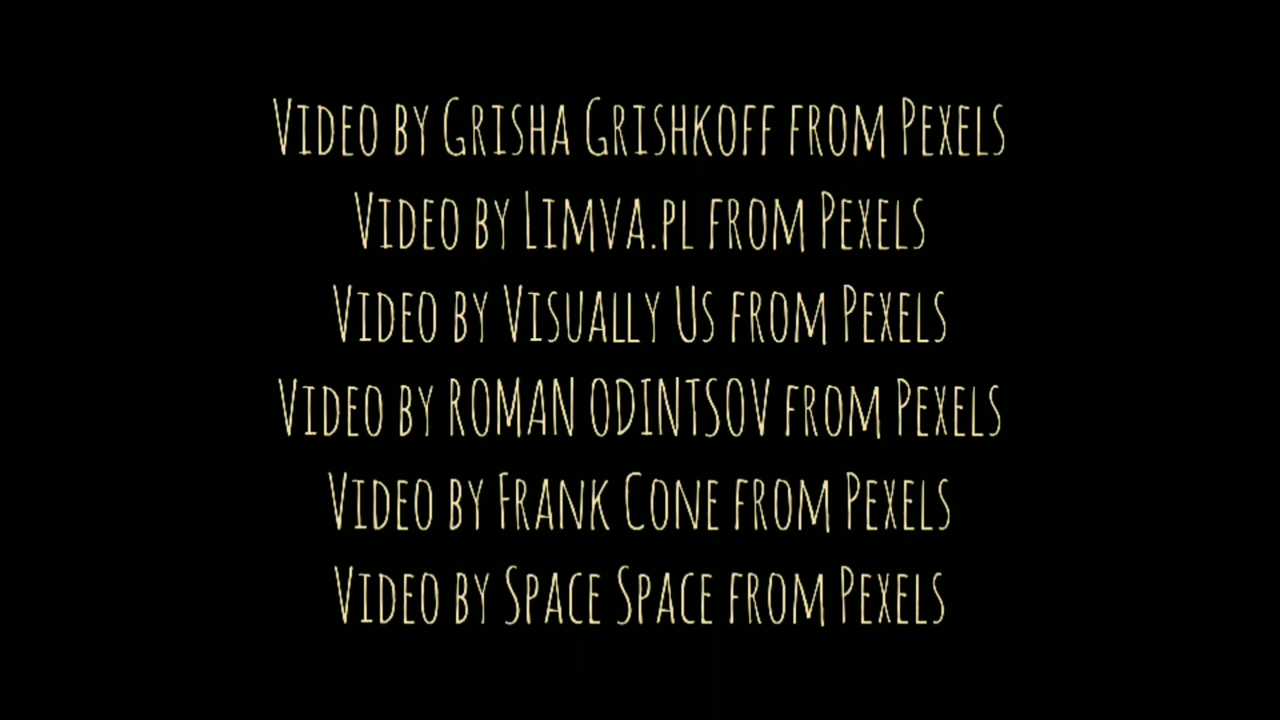 Video by Grisha Grishkoff from Pexels
Video by Limva.pl from Pexels
Video by Visually Us from Pexels
Video by ROMAN ODINTSOV from Pexels
Video by Frank Cone from Pexels
Video by Space Space from Pexels